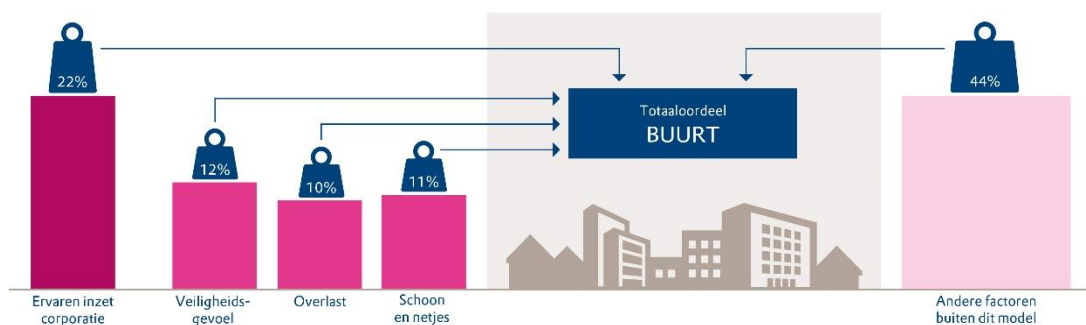 22%
44%
Totaaloordeel
BUURT
12%
10%
11%
Ervaren inzet
corporatie
Veiligheids-
gevoel
Overlast
Schoon
en netjes
Andere factoren
buiten dit model